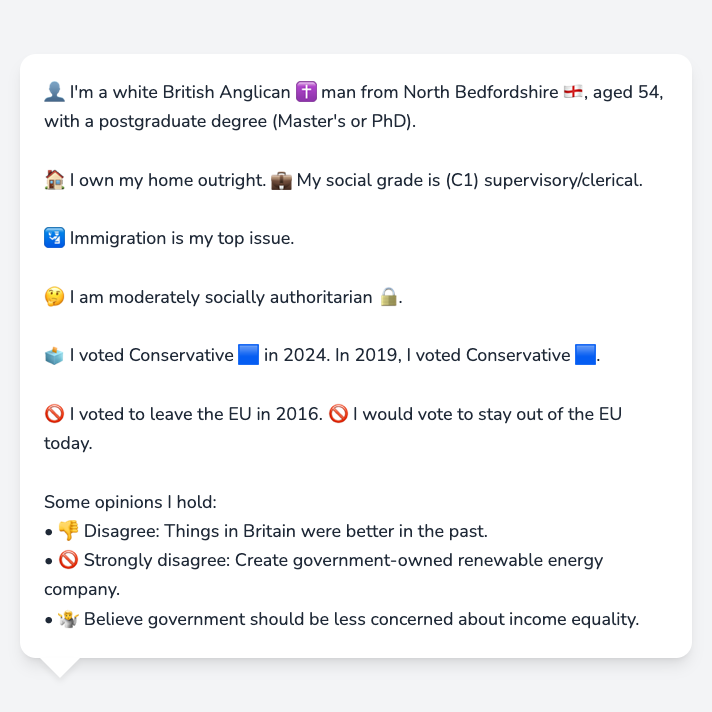 👤 I'm a white British Anglican ✝️ man from North Bedfordshire 🏴󠁧󠁢󠁥󠁮󠁧󠁿, aged 54,
with a postgraduate degree (Master's or PhD).
🏠 I own my home outright. 💼 My social grade is (C1) supervisory/clerical.
🛂 Immigration is my top issue.
🤔 I am moderately socially authoritarian 🔒.
🗳️ I voted Conservative 🟦 in 2024. In 2019, I voted Conservative 🟦.
🚫 I voted to leave the EU in 2016. 🚫 I would vote to stay out of the EU
today.
Some opinions I hold:
• 👎 Disagree: Things in Britain were better in the past.
• 🚫 Strongly disagree: Create government-owned renewable energy
company.
• 🤷 Believe government should be less concerned about income equality.